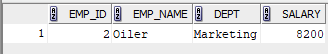 EMP_ID EMP_NAME DEPT SALARY
1 2 Oiler Marketing 8200